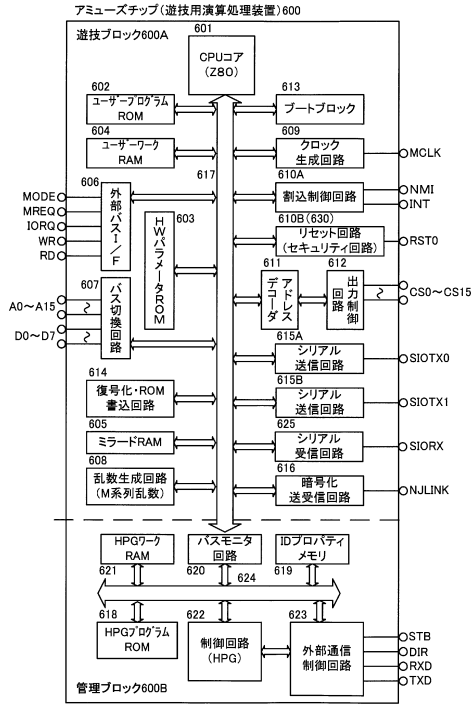 アミューズチップ(遊技用演算処理装置)600
遊技ブロック600A
601
CPUコア
(Z80)
602
ユーザープログラム
ROM
613
ブートブロック
604
ユーザーワーク
RAM
609
クロック
生成回路
MCLK
617
606
外部バスI/F
MODE
MREQ
IORQ
WR
RD
603
HWパラメータROM
610A
割込制御回路
NMI
INT
610B(630)
リセット回路
(セキュリティ回路)
RST0
607
バス切換回路
A0~A15
D0~D7
611
アドレスデコーダ
612
出力制御回路
CS0~CS15
615A
シリアル
送信回路
SIOTX0
614
復号化・ROM
書込回路
615B
シリアル
送信回路
SIOTX1
605
ミラードRAM
625
シリアル
受信回路
SIORX
608
乱数生成回路
(M系列乱数)
616
暗号化
送受信回路
NJLINK
HPGワーク
RAM
621
バスモニタ
回路
620
IDプロパティ
メモリ
619
624
618
HPGプログラム
ROM
622
制御回路
(HPG)
623
外部通信
制御回路
STB
DIR
RXD
TXD
管理ブロック600B